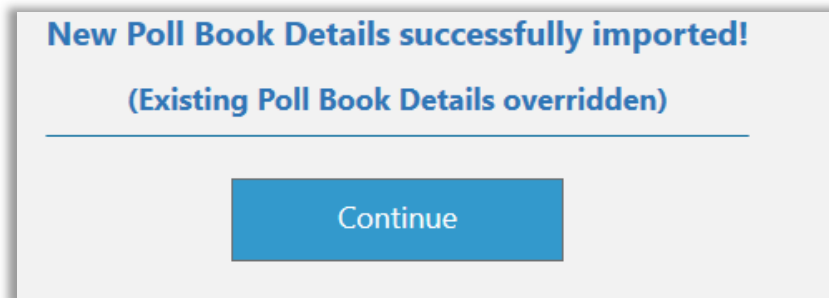 New Poll Book Details successfully imported!
(Existing Poll Book Details overridden)
Continue